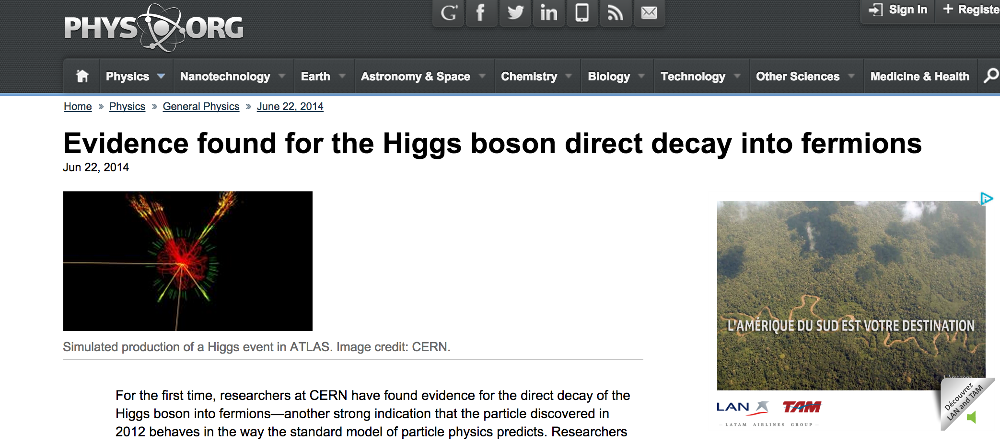 PHYS ORG
G+ f in
Sign In + Registe
Physics Nanotechnology Earth Astronomy & Space Chemistry Biology Technology Other Sciences Medicine & Health
Home » Physics » General Physics » June 22, 2014
Evidence found for the Higgs boson direct decay into fermions
Jun 22, 2014
Simulated production of a Higgs event in ATLAS. Image credit: CERN.
For the first time, researchers at CERN have found evidence for the direct decay of the
Higgs boson into fermions—another strong indication that the particle discovered in
2012 behaves in the way the standard model of particle physics predicts. Researchers
L'AMÉRIQUE DU SUD EST VOTRE DESTINATION
Découvrez
LAN and TAM
LAN TAM
LATAM AIRLINES GROUP